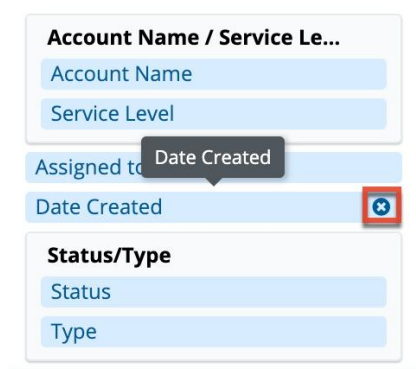 Account Name / Service Le...
Account Name
Service Level
Assigned to
Date Created
Date Created
Status/Type
Status
Type